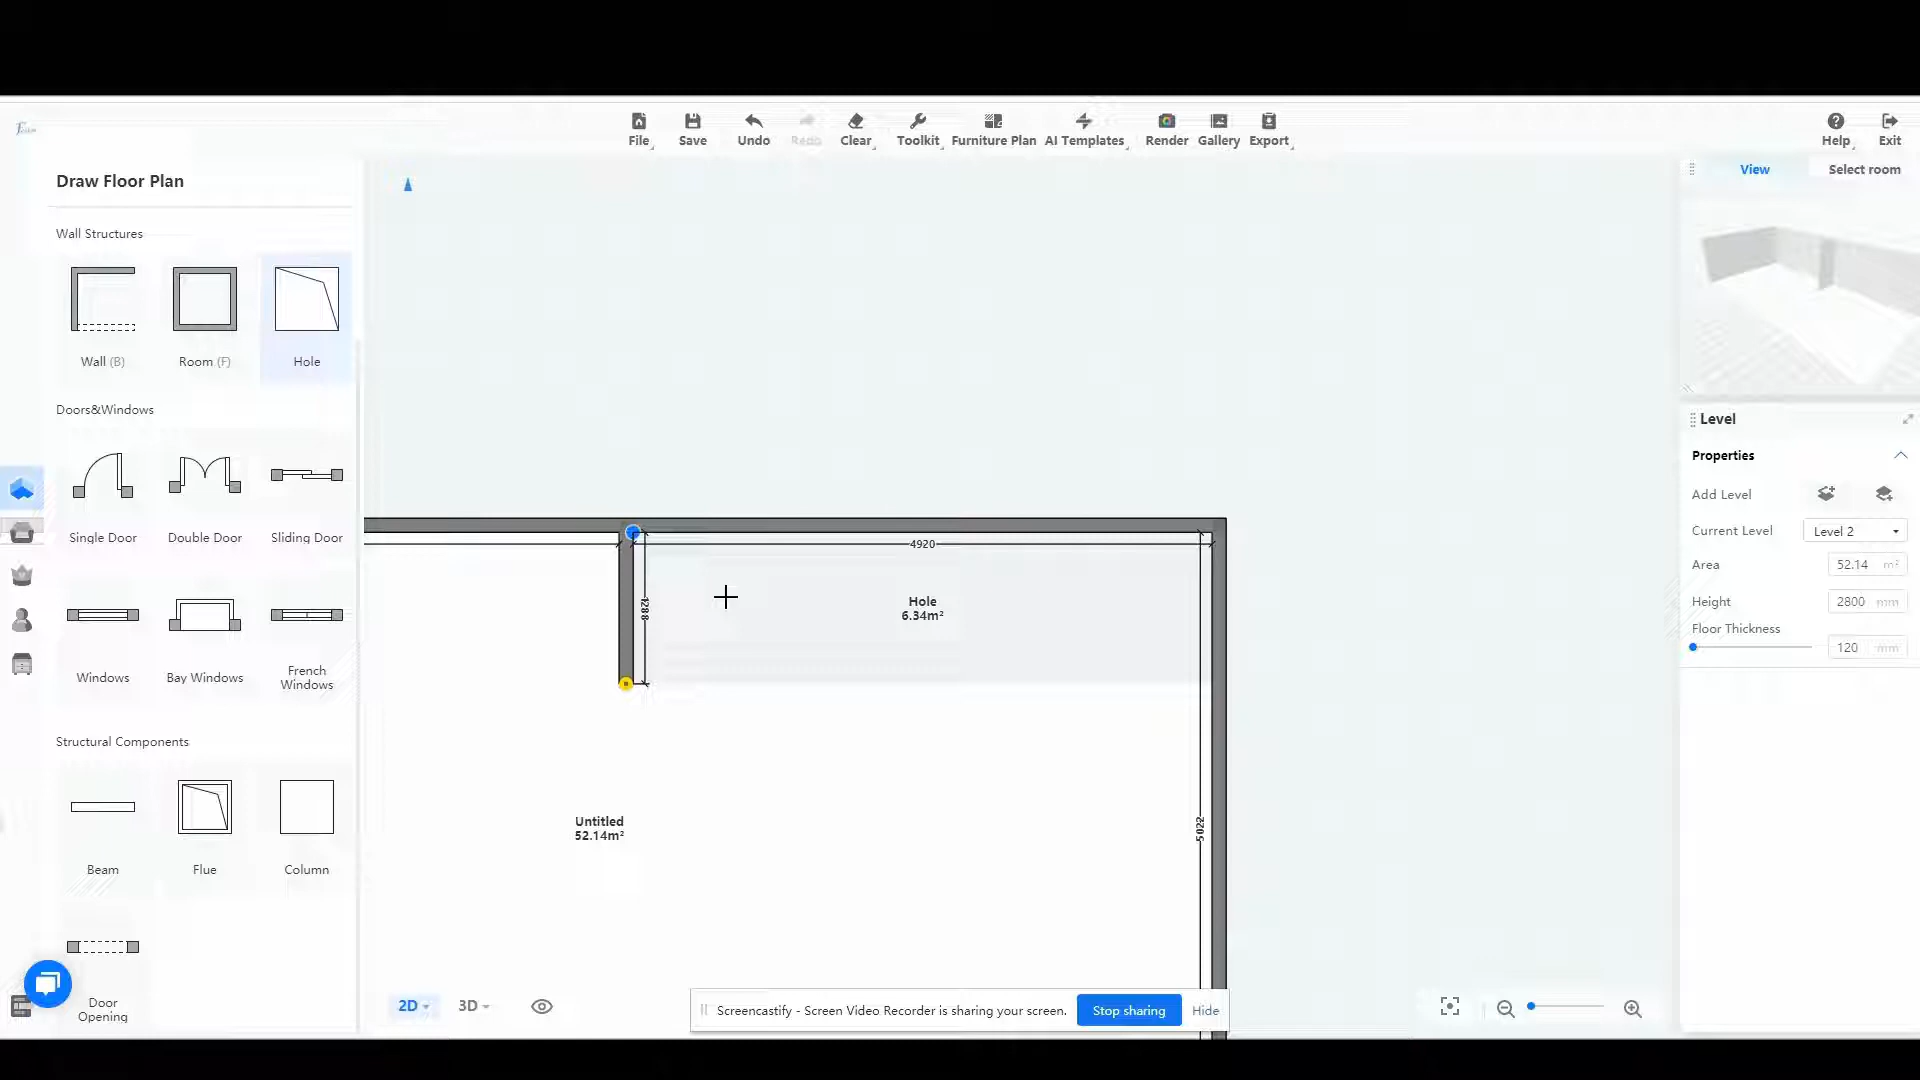 File
Save
Undo
Redo
Clear
Toolkit
Furniture Plan
AI Templates
Render
Gallery
Export
Help
Exit
Draw Floor Plan
Wall Structures
Wall (B)
Room (F)
Hole
Doors&Windows
Single Door
Double Door
Sliding Door
Windows
Bay Windows
French
Windows
Structural Components
Beam
Flue
Column
Door
Opening
4920
1288
Hole
6.34m²
Untitled
52.14m²
5022
2D
3D
Screencastify - Screen Video Recorder is sharing your screen.
Stop sharing
Hide
View
Select room
Level
Properties
Add Level
Current Level
Level 2
Area
52.14 m²
Height
2800 mm
Floor Thickness
120 mm